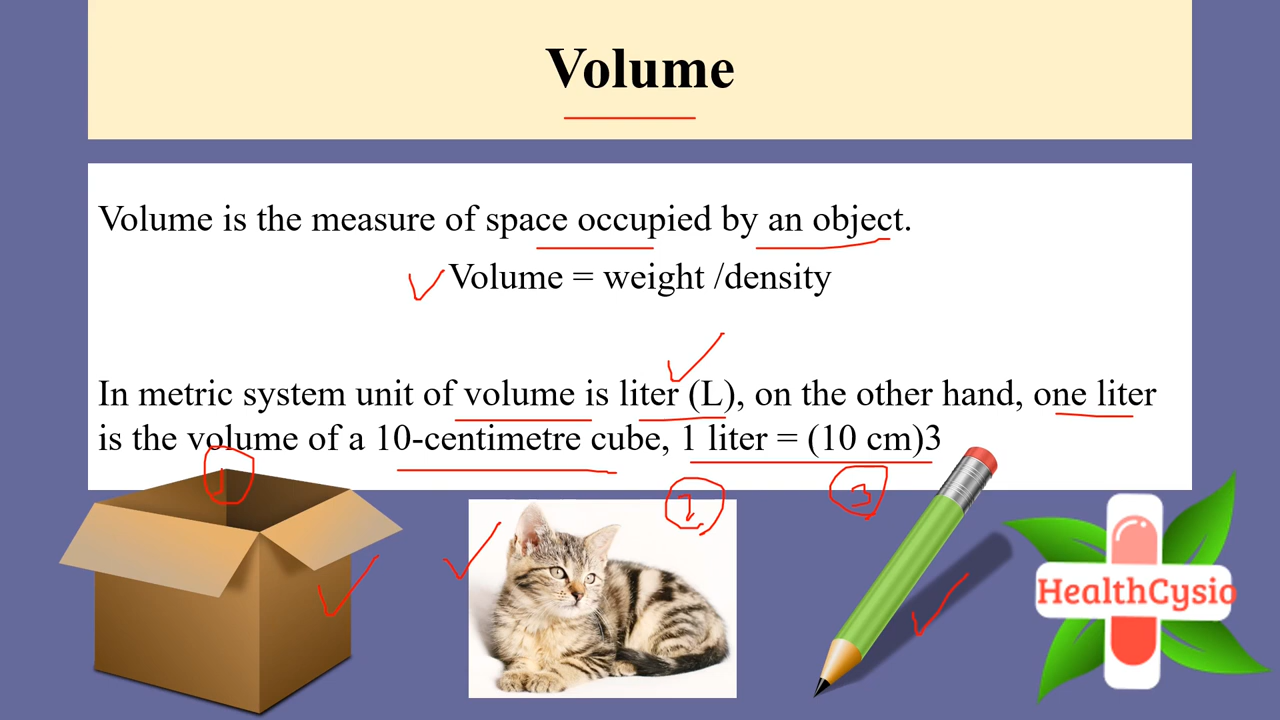 Volume
Volume is the measure of space occupied by an object.
Volume = weight /density
In metric system unit of volume is liter (L), on the other hand, one liter
is the volume of a 10-centimetre cube, 1 liter = (10 cm)3
1
2
3
HealthCysio